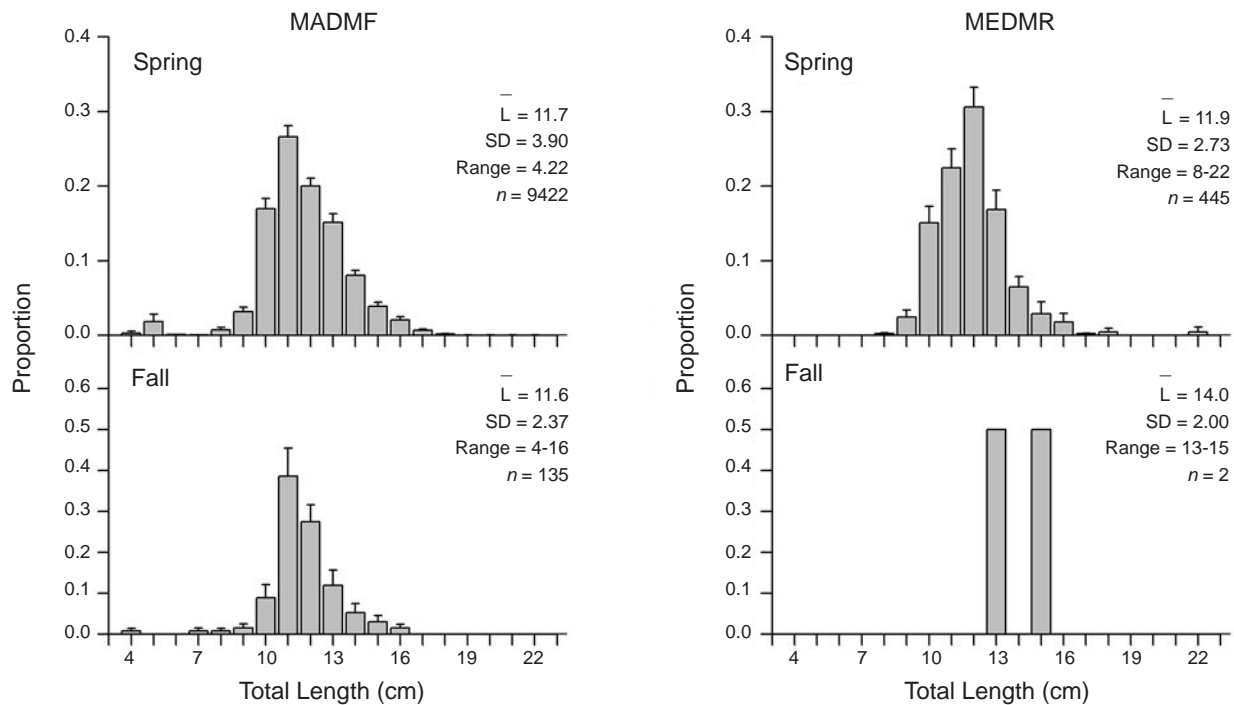 MADMF
Spring
L̅ = 11.7
SD = 3.90
Range = 4.22
n = 9422
0.4
0.3
0.2
0.1
0.0
Fall
L̅ = 11.6
SD = 2.37
Range = 4-16
n = 135
0.6
0.5
0.4
0.3
0.2
0.1
0.0
4 7 10 13 16 19 22
Total Length (cm)
Proportion
MEDMR
Spring
L̅ = 11.9
SD = 2.73
Range = 8-22
n = 445
0.4
0.3
0.2
0.1
0.0
Fall
L̅ = 14.0
SD = 2.00
Range = 13-15
n = 2
0.6
0.5
0.4
0.3
0.2
0.1
0.0
4 7 10 13 16 19 22
Total Length (cm)
Proportion